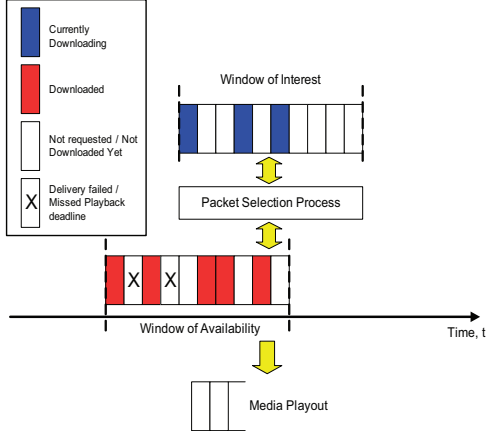 Currently
Downloading
Downloaded
Not requested / Not
Downloaded Yet
X
Delivery failed /
Missed Playback
deadline
Window of Interest
Packet Selection Process
X X
Window of Availability
Time, t
Media Playout